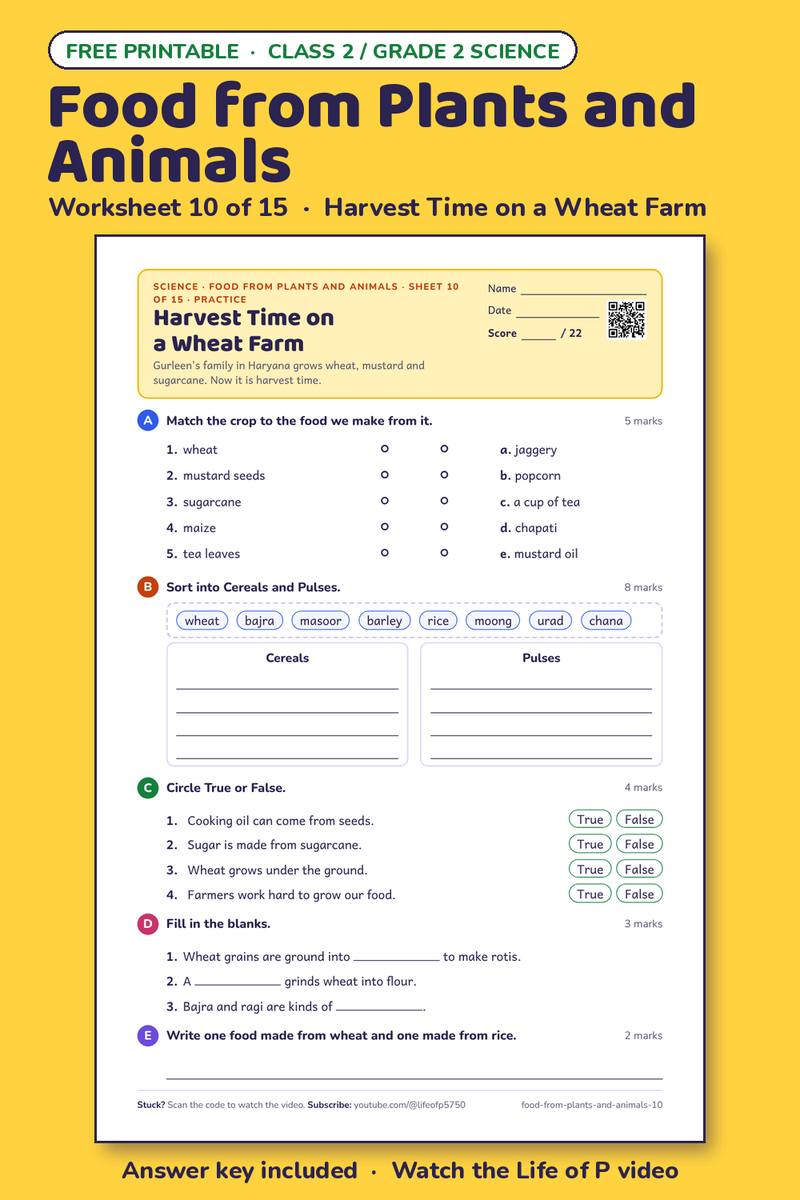 FREE PRINTABLE · CLASS 2 / GRADE 2 SCIENCE
Food from Plants and
Animals
Worksheet 10 of 15 · Harvest Time on a Wheat Farm
SCIENCE · FOOD FROM PLANTS AND ANIMALS · SHEET 10
OF 15 · PRACTICE
Harvest Time on
a Wheat Farm
Gurleen's family in Haryana grows wheat, mustard and
sugarcane. Now it is harvest time.
Name
Date
Score / 22
A Match the crop to the food we make from it. 5 marks
1. wheat a. jaggery
2. mustard seeds b. popcorn
3. sugarcane c. a cup of tea
4. maize d. chapati
5. tea leaves e. mustard oil
B Sort into Cereals and Pulses. 8 marks
wheat bajra masoor barley rice moong urad chana
Cereals Pulses
C Circle True or False. 4 marks
1. Cooking oil can come from seeds. True False
2. Sugar is made from sugarcane. True False
3. Wheat grows under the ground. True False
4. Farmers work hard to grow our food. True False
D Fill in the blanks. 3 marks
1. Wheat grains are ground into ______ to make rotis.
2. A ______ grinds wheat into flour.
3. Bajra and ragi are kinds of ______.
E Write one food made from wheat and one made from rice. 2 marks
Stuck? Scan the code to watch the video. Subscribe: youtube.com/@lifeofp5750 food-from-plants-and-animals-10
Answer key included · Watch the Life of P video